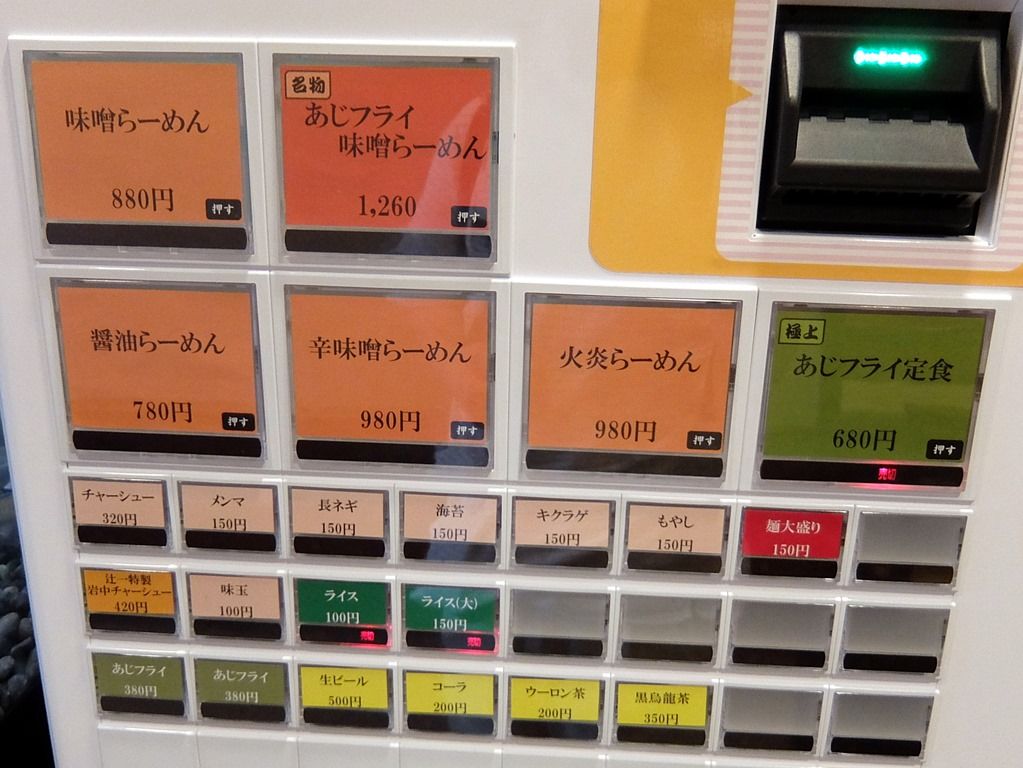 味噌らーめん
880円
押す
名物
あじフライ
味噌らーめん
1,260
押す
醤油らーめん
780円
押す
辛味噌らーめん
980円
押す
火炎らーめん
980円
押す
極上
あじフライ定食
680円
押す
売切
チャーシュー
320円
メンマ
150円
長ネギ
150円
海苔
150円
キクラゲ
150円
もやし
150円
麺大盛り
150円
辻一特製
岩中チャーシュー
420円
味玉
100円
ライス
100円
売切
ライス(大)
150円
売切
あじフライ
380円
あじフライ
380円
生ビール
500円
コーラ
200円
ウーロン茶
200円
黒烏龍茶
350円